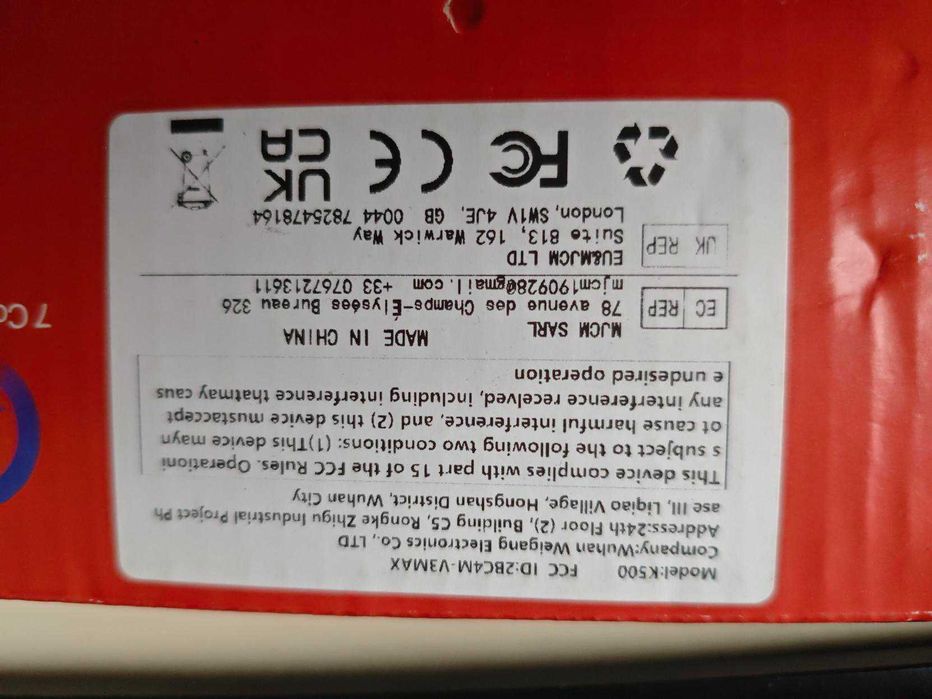 Model:K500 FCC ID:2BC4M-V3MAX
Company:Wuhan Weigang Electronics Co., LTD
Address:24th Floor (2), Building C5, Rongke Zhigu Industrial Project Ph
ase III, Liqiao Village, Hongshan District, Wuhan City
This device complies with part 15 of the FCC Rules. Operationi
s subject to the following two conditions: (1)This device mayn
ot cause harmful interference, and (2) this device mustaccept
any interference received, including interference thatmay caus
e undesired operation
MJCM SARL MADE IN CHINA
EC REP
78 avenue des Champs-Élysées Bureau 326
mjcm190928@gmail.com +33 0767213611
EU&MJCM LTD
UK REP
Suite 813, 162 Warwick Way
London, SW1V 4JE, GB 0044 7825478164
FC CE UK
CA